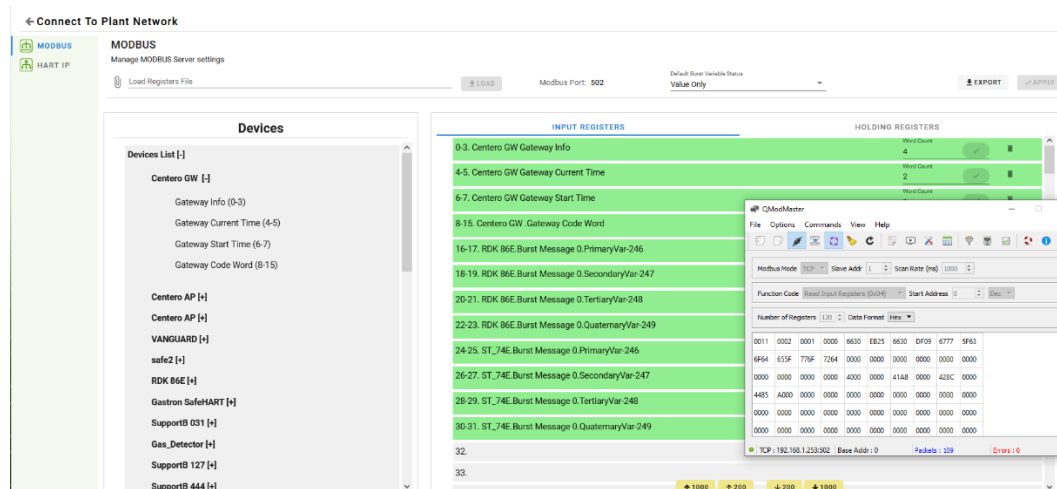 Connect To Plant Network
MODBUS
HART IP
MODBUS
Manage MODBUS Server settings
Load Registers File
LOAD
Modbus Port: 502
Default Burst Variable Status
Value Only
EXPORT
APPLY
Devices
Devices List [-]
Centero GW [-]
Gateway Info (0-3)
Gateway Current Time (4-5)
Gateway Start Time (6-7)
Gateway Code Word (8-15)
Centero AP [+]
Centero AP [+]
VANGUARD [+]
safe2 [+]
RDK 86E [+]
Gastron SafeHART [+]
SupportB 031 [+]
Gas_Detector [+]
SupportB 127 [+]
SupportB 444 [+]
INPUT REGISTERS
HOLDING REGISTERS
0-3. Centero GW Gateway Info
Word Count
4
4-5. Centero GW Gateway Current Time
Word Count
2
6-7. Centero GW Gateway Start Time
Word Count
8-15. Centero GW .Gateway Code Word
16-17. RDK 86E.Burst Message 0.PrimaryVar-246
18-19. RDK 86E.Burst Message 0.SecondaryVar-247
20-21. RDK 86E.Burst Message 0.TertiaryVar-248
22-23. RDK 86E.Burst Message 0.QuaternaryVar-249
24-25. ST_74E.Burst Message 0.PrimaryVar-246
26-27. ST_74E.Burst Message 0.SecondaryVar-247
28-29. ST_74E.Burst Message 0.TertiaryVar-248
30-31. ST_74E.Burst Message 0.QuaternaryVar-249
32.
33.
1000
200
200
1000
QModMaster
File Options Commands View Help
Modbus Mode TCP Slave Addr 1 Scan Rate (ms) 1000
Function Code Read Input Registers (0x04) Start Address 0 Dec
Number of Registers 120 Data Format Hex
0011 0002 0001 0000 6630 EB25 6630 DF09 6777 5F63
6F64 655F 776F 7264 0000 0000 0000 0000 0000 0000
0000 0000 0000 0000 4000 0000 41A8 0000 428C 0000
4485 A000 0000 0000 0000 0000 0000 0000 0000 0000
0000 0000 0000 0000 0000 0000 0000 0000 0000 0000
0000 0000 0000 0000 0000 0000 0000 0000 0000 0000
TCP : 192.168.1.253:502 Base Addr : 0 Packets : 109 Errors : 0